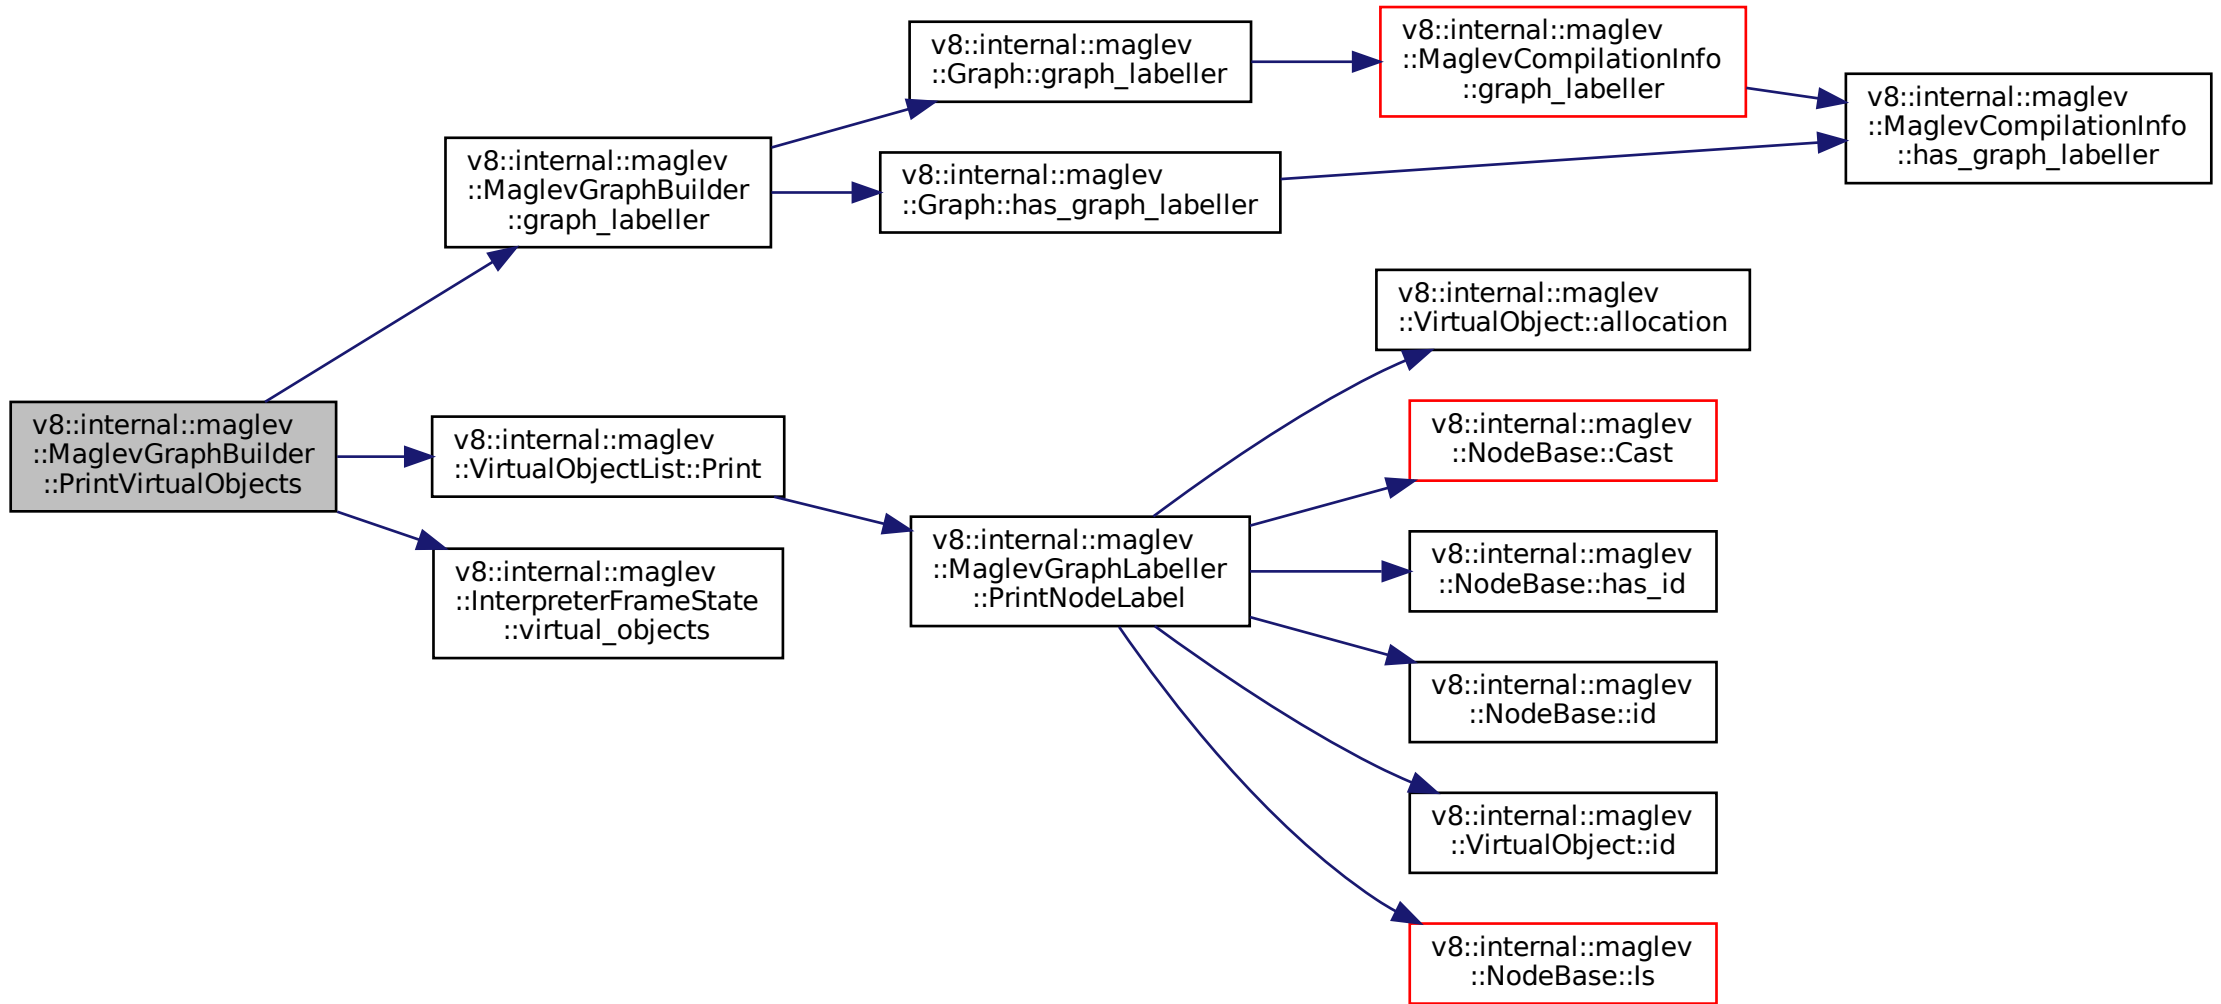 v8::internal::maglev
::MaglevGraphBuilder
::PrintVirtualObjects
v8::internal::maglev
::MaglevGraphBuilder
::graph_labeller
v8::internal::maglev
::Graph::graph_labeller
v8::internal::maglev
::MaglevCompilationInfo
::graph_labeller
v8::internal::maglev
::MaglevCompilationInfo
::has_graph_labeller
v8::internal::maglev
::Graph::has_graph_labeller
v8::internal::maglev
::VirtualObjectList::Print
v8::internal::maglev
::MaglevGraphLabeller
::PrintNodeLabel
v8::internal::maglev
::VirtualObject::allocation
v8::internal::maglev
::NodeBase::Cast
v8::internal::maglev
::NodeBase::has_id
v8::internal::maglev
::NodeBase::id
v8::internal::maglev
::VirtualObject::id
v8::internal::maglev
::NodeBase::Is
v8::internal::maglev
::InterpreterFrameState
::virtual_objects